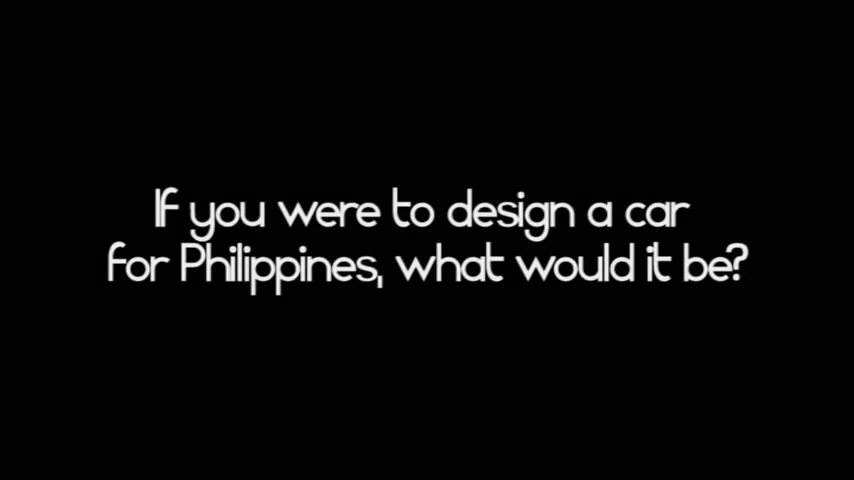 If you were to design a car
for Philippines, what would it be?